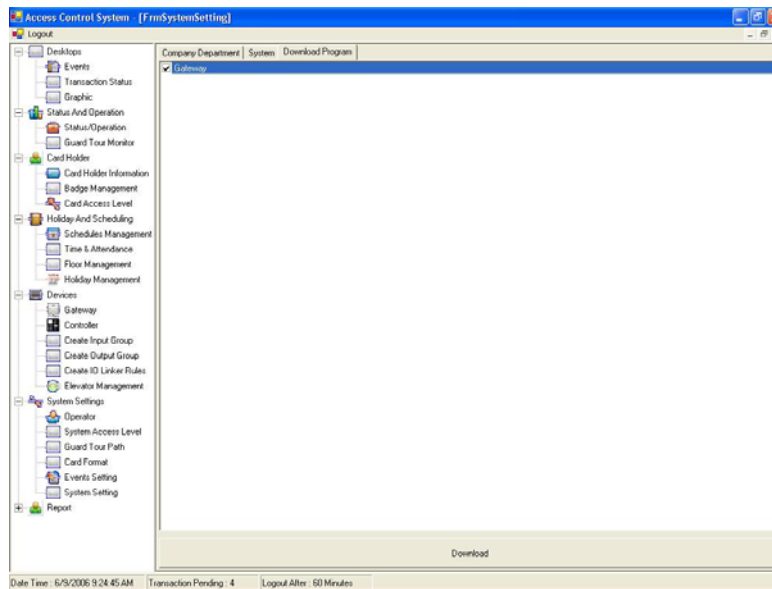 Access Control System - [FrmSystemSetting]
Logout
Desktops
Events
Transaction Status
Graphic
Status And Operation
Status/Operation
Guard Tour Monitor
Card Holder
Card Holder Information
Badge Management
Card Access Level
Holiday And Scheduling
Schedules Management
Time & Attendance
Floor Management
Holiday Management
Devices
Gateway
Controller
Create Input Group
Create Output Group
Create IO Linker Rules
Elevator Management
System Settings
Operator
System Access Level
Guard Tour Path
Card Format
Events Setting
System Setting
Report
Company Department System Download Program
Gateway
Download
Date Time : 6/9/2006 9:24:45 AM Transaction Pending : 4 Logout After : 60 Minutes